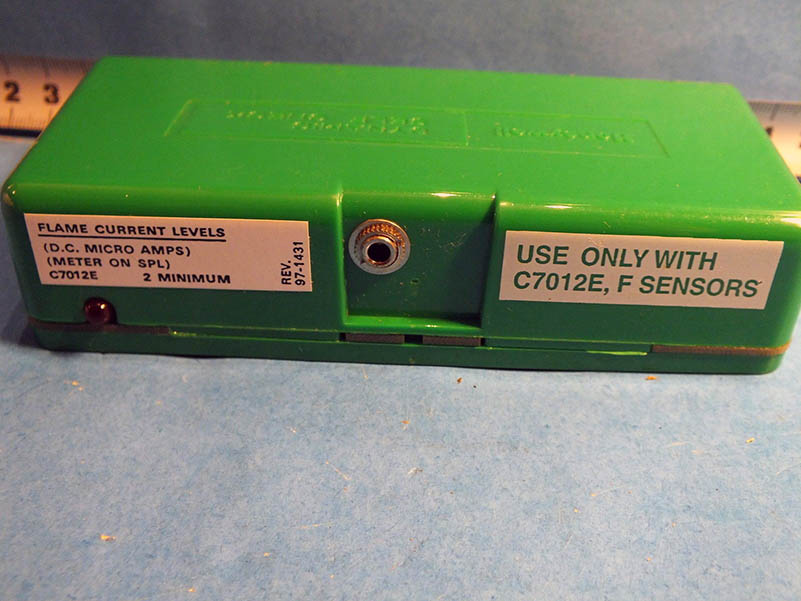 2 3
FLAME CURRENT LEVELS
(D.C. MICRO AMPS)
(METER ON SPL)
C7012E 2 MINIMUM
REV.
97-1431
USE ONLY WITH
C7012E, F SENSORS